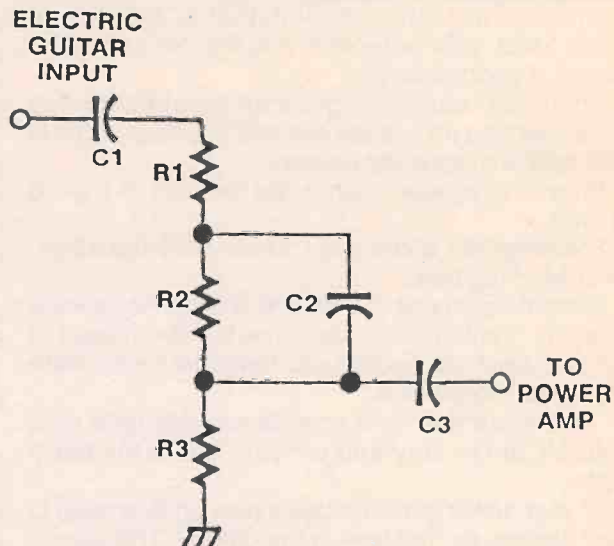 ELECTRIC
GUITAR
INPUT
C1
R1
R2
C2
C3
TO
POWER
AMP
R3